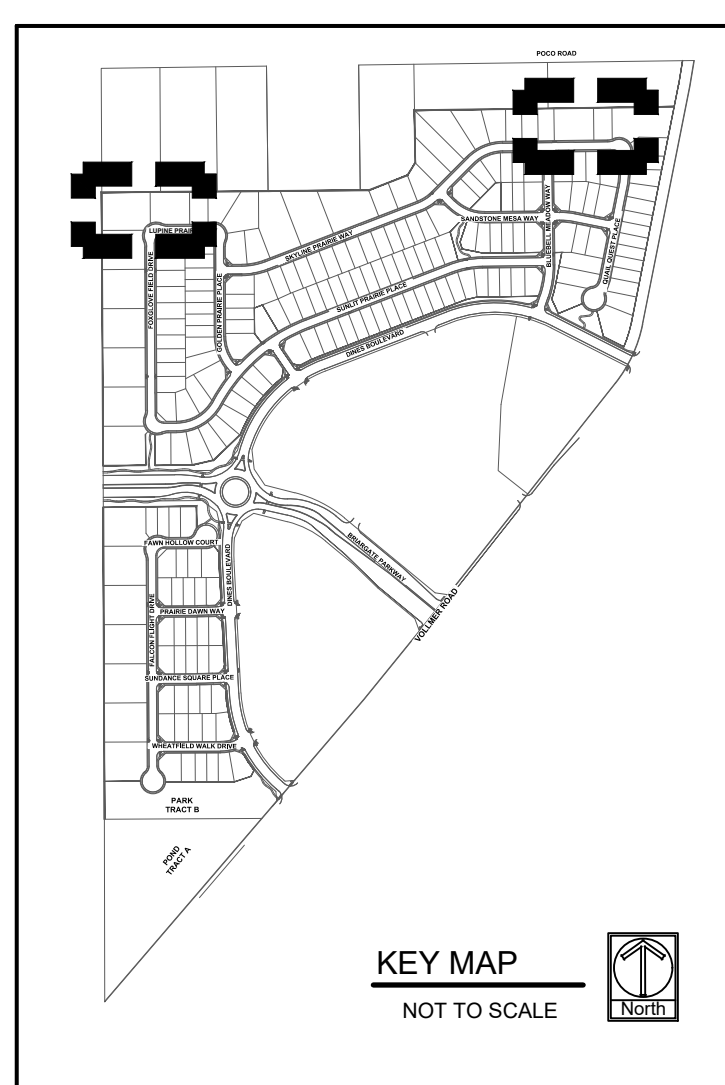 POCO ROAD
LUPINE PRAI
SKYLINE PRAIRIE WAY
SANDSTONE MESA WAY
BLUEBELL MEADOW WAY
QUAIL QUEST PLACE
FOXGLOVE FIELD DRIVE
GOLDEN PRAIRIE PLACE
SUNLIT PRAIRIE PLACE
DINES BOULEVARD
FAWN HOLLOW COURT
DINES BOULEVARD
BRIARGATE PARKWAY
VOLLMER ROAD
FALCON FLIGHT DRIVE
PRAIRIE DAWN WAY
SUNDANCE SQUARE PLACE
WHEATFIELD WALK DRIVE
PARK
TRACT B
POND
TRACT A
KEY MAP
NOT TO SCALE
North